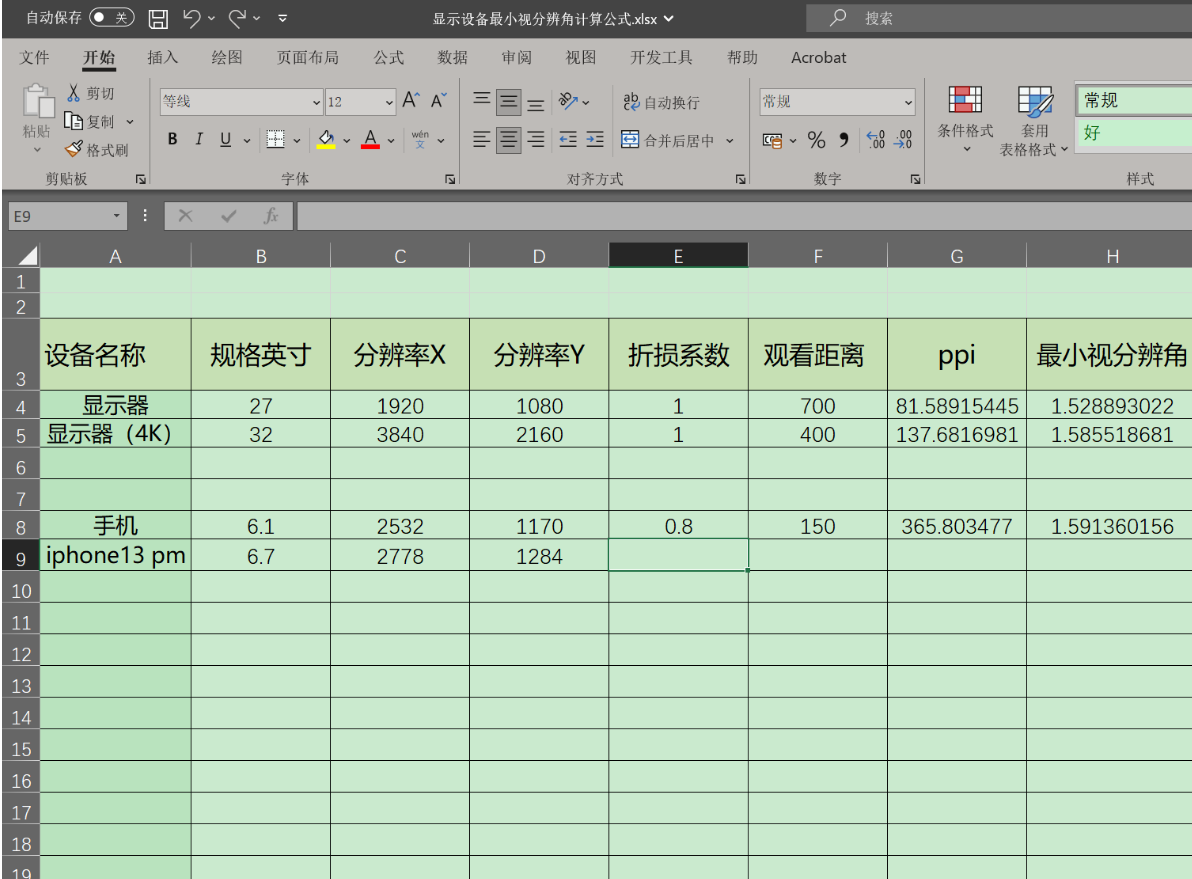 自动保存 关 显示设备最小视分辨角计算公式.xlsx 搜索
文件 开始 插入 绘图 页面布局 公式 数据 审阅 视图 开发工具 帮助 Acrobat
剪切 等线 12 A A ab 自动换行 常规 常规
粘贴 复制 条件格式 套用 好
格式刷 B I U A wén 文 合并后居中 % 表格格式
剪贴板 字体 对齐方式 数字 样式
E9 fx
A B C D E F G H
1
2
3 设备名称 规格英寸 分辨率X 分辨率Y 折损系数 观看距离 ppi 最小视分辨角
4 显示器 27 1920 1080 1 700 81.58915445 1.528893022
5 显示器（4K） 32 3840 2160 1 400 137.6816981 1.585518681
6
7
8 手机 6.1 2532 1170 0.8 150 365.803477 1.591360156
9 iphone13 pm 6.7 2778 1284
10
11
12
13
14
15
16
17
18
19